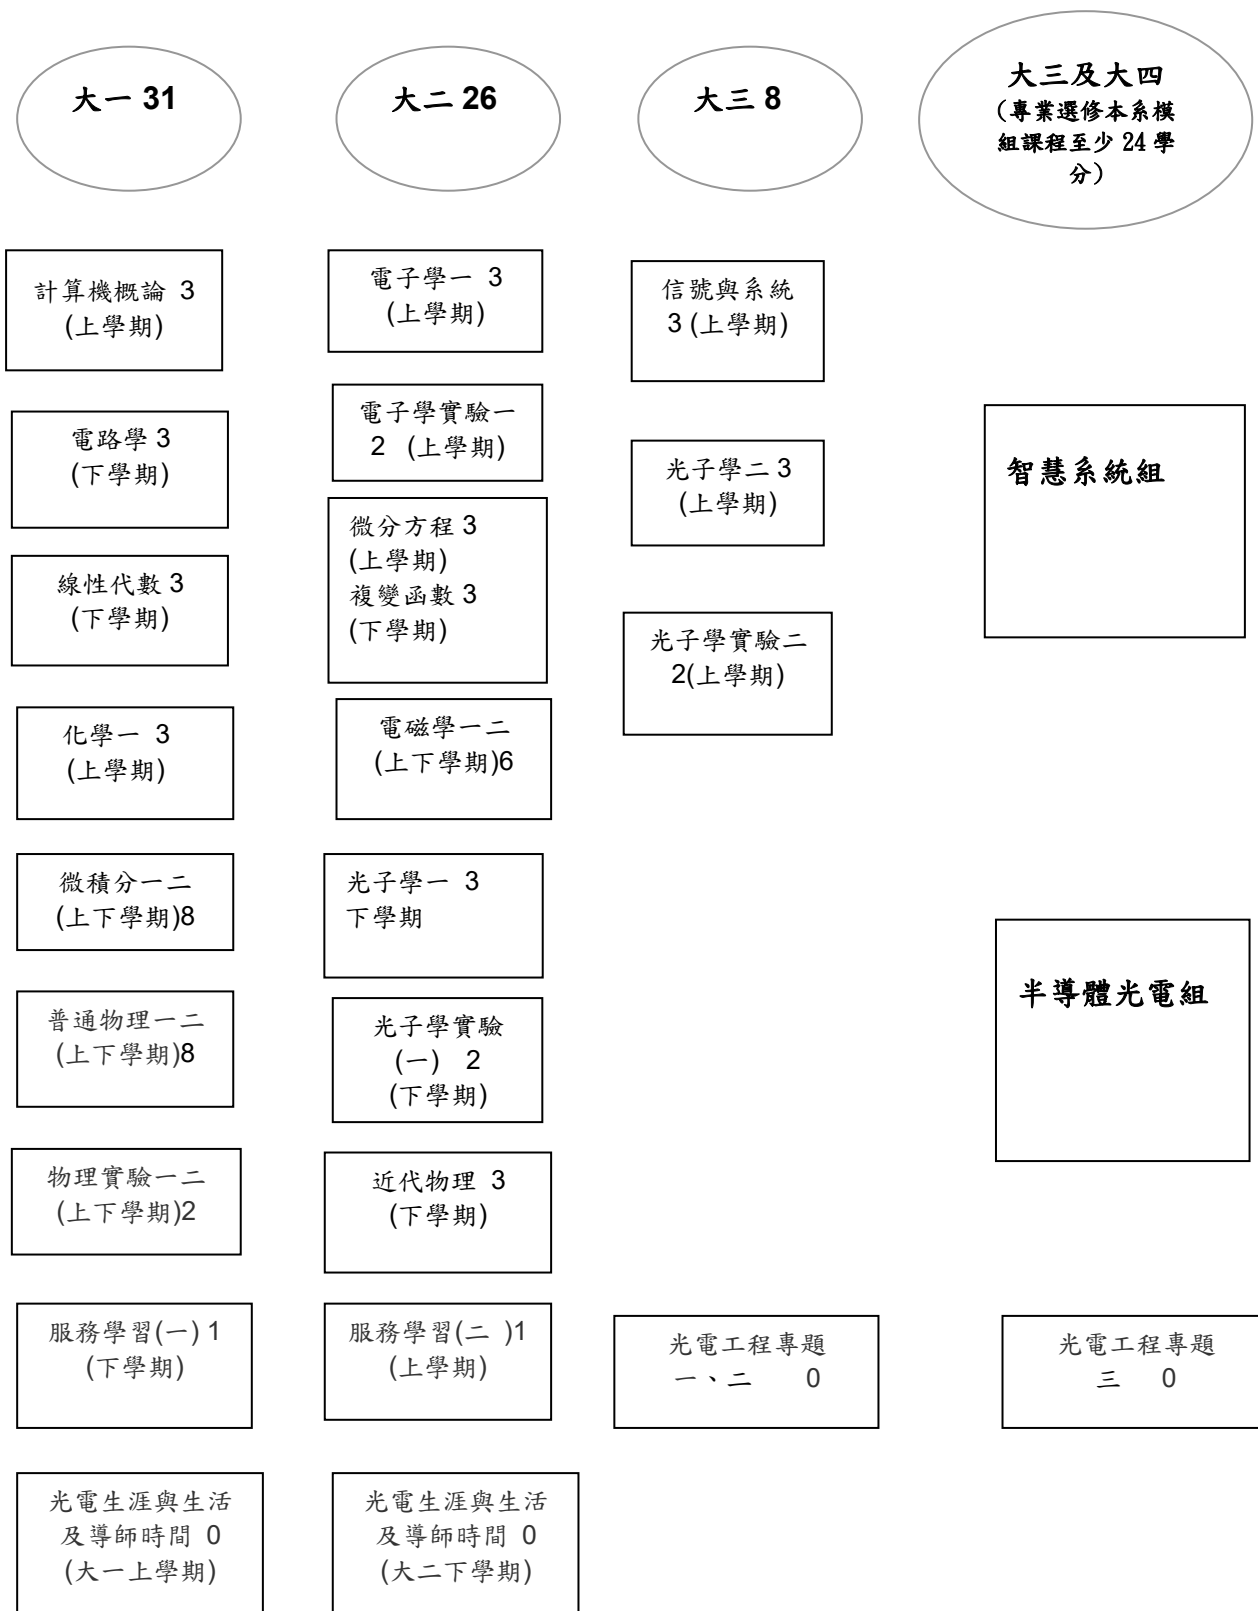 大一 31
大二 26
大三 8
大三及大四
(專業選修本系模
組課程至少 24 學
分)
計算機概論 3
(上學期)
電路學 3
(下學期)
線性代數 3
(下學期)
化學一 3
(上學期)
微積分一二
(上下學期)8
普通物理一二
(上下學期)8
物理實驗一二
(上下學期)2
服務學習(一) 1
(下學期)
光電生涯與生活
及導師時間 0
(大一上學期)
電子學一 3
(上學期)
電子學實驗一
2 (上學期)
微分方程 3
(上學期)
複變函數 3
(下學期)
電磁學一二
(上下學期)6
光子學一 3
下學期
光子學實驗
(一) 2
(下學期)
近代物理 3
(下學期)
服務學習(二 )1
(上學期)
光電生涯與生活
及導師時間 0
(大二下學期)
信號與系統
3 (上學期)
光子學二 3
(上學期)
光子學實驗二
2(上學期)
光電工程專題
一、二 0
智慧系統組
半導體光電組
光電工程專題
三 0